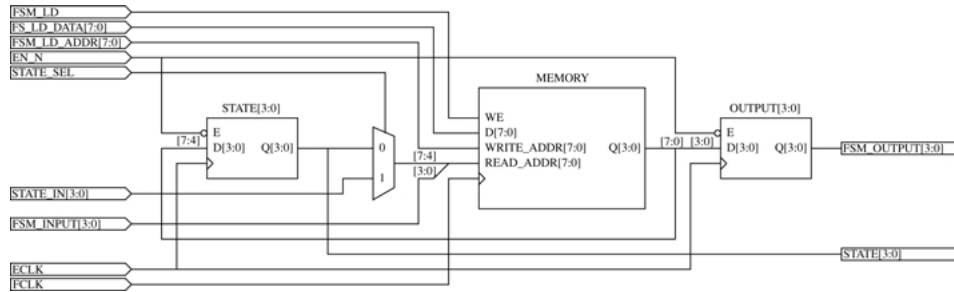 FSM_LD
FS_LD_DATA[7:0]
FSM_LD_ADDR[7:0]
EN_N
STATE_SEL
MEMORY
STATE[3:0]
OUTPUT[3:0]
WE
E
0
D[7:0]
E
[7:4]
D[3:0]
Q[3:0]
WRITE_ADDR[7:0]
Q[3:0]
[7:0]
[3:0]
D[3:0]
Q[3:0]
FSM_OUTPUT[3:0]
[7:4]
READ_ADDR[7:0]
[3:0]
1
STATE_IN[3:0]
FSM_INPUT[3:0]
STATE[3:0]
ECLK
FCLK